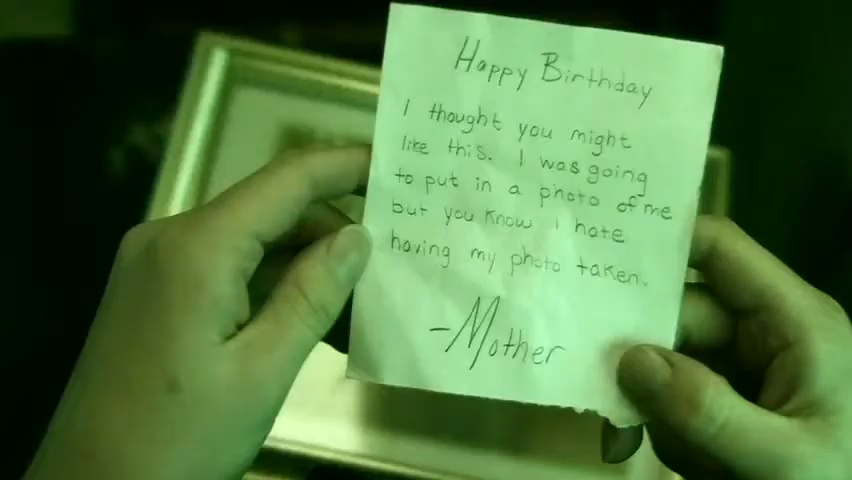 Happy Birthday
I thought you might
like this. I was going
to put in a photo of me
but you know I hate
having my photo taken.
-Mother